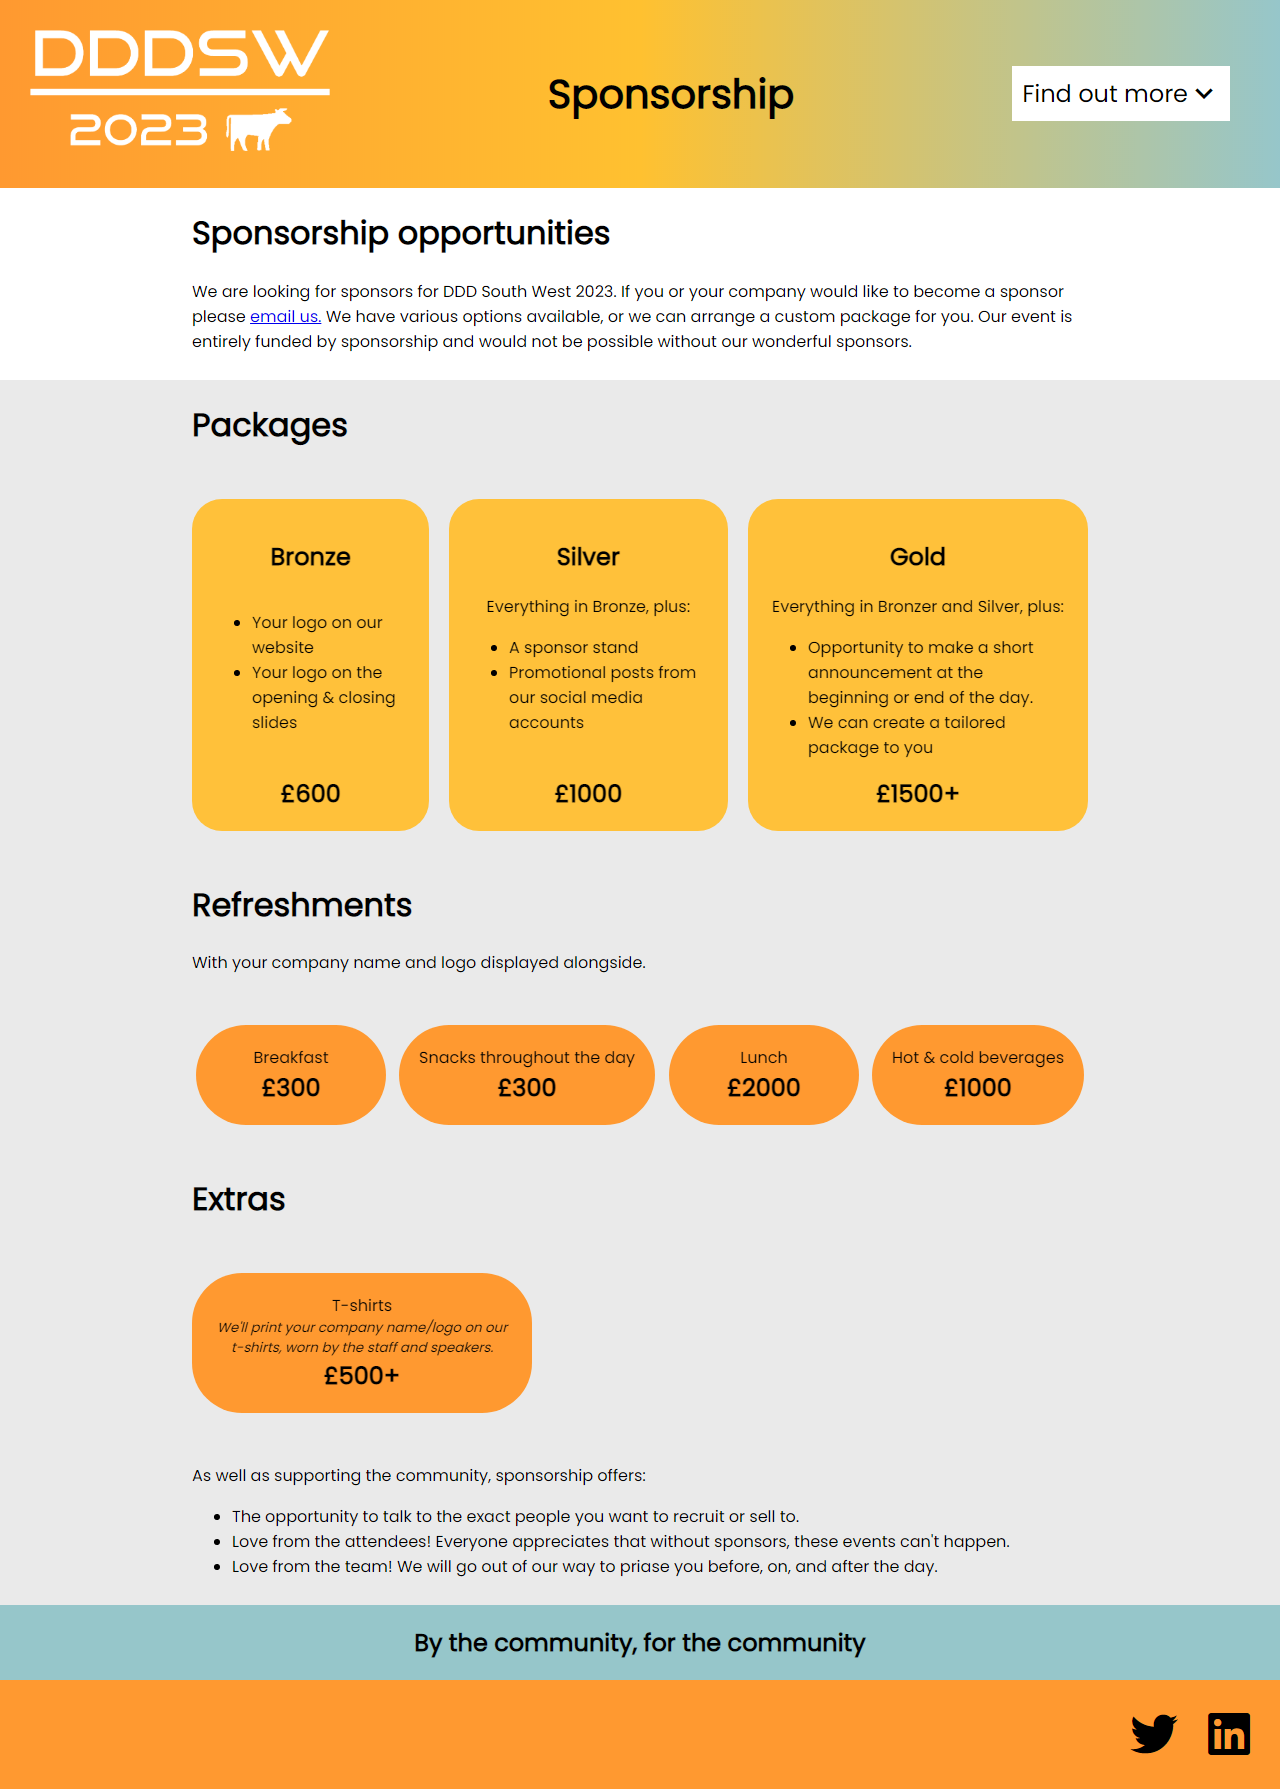 DDDSW
2023
Sponsorship
Find out more
Sponsorship opportunities
We are looking for sponsors for DDD South West 2023. If you or your company would like to become a sponsor
please email us. We have various options available, or we can arrange a custom package for you. Our event is
entirely funded by sponsorship and would not be possible without our wonderful sponsors.
Packages
Bronze
Your logo on our
website
Your logo on the
opening & closing
slides
£600
Silver
Everything in Bronze, plus:
A sponsor stand
Promotional posts from
our social media
accounts
£1000
Gold
Everything in Bronzer and Silver, plus:
Opportunity to make a short
announcement at the
beginning or end of the day.
We can create a tailored
package to you
£1500+
Refreshments
With your company name and logo displayed alongside.
Breakfast
£300
Snacks throughout the day
£300
Lunch
£2000
Hot & cold beverages
£1000
Extras
T-shirts
We'll print your company name/logo on our
t-shirts, worn by the staff and speakers.
£500+
As well as supporting the community, sponsorship offers:
The opportunity to talk to the exact people you want to recruit or sell to.
Love from the attendees! Everyone appreciates that without sponsors, these events can't happen.
Love from the team! We will go out of our way to priase you before, on, and after the day.
By the community, for the community
in